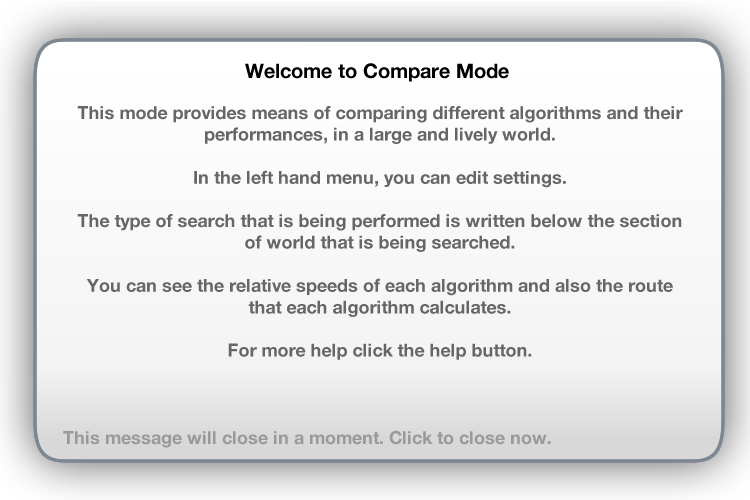 Welcome to Compare Mode
This mode provides means of comparing different algorithms and their
performances, in a large and lively world.
In the left hand menu, you can edit settings.
The type of search that is being performed is written below the section
of world that is being searched.
You can see the relative speeds of each algorithm and also the route
that each algorithm calculates.
For more help click the help button.
This message will close in a moment. Click to close now.